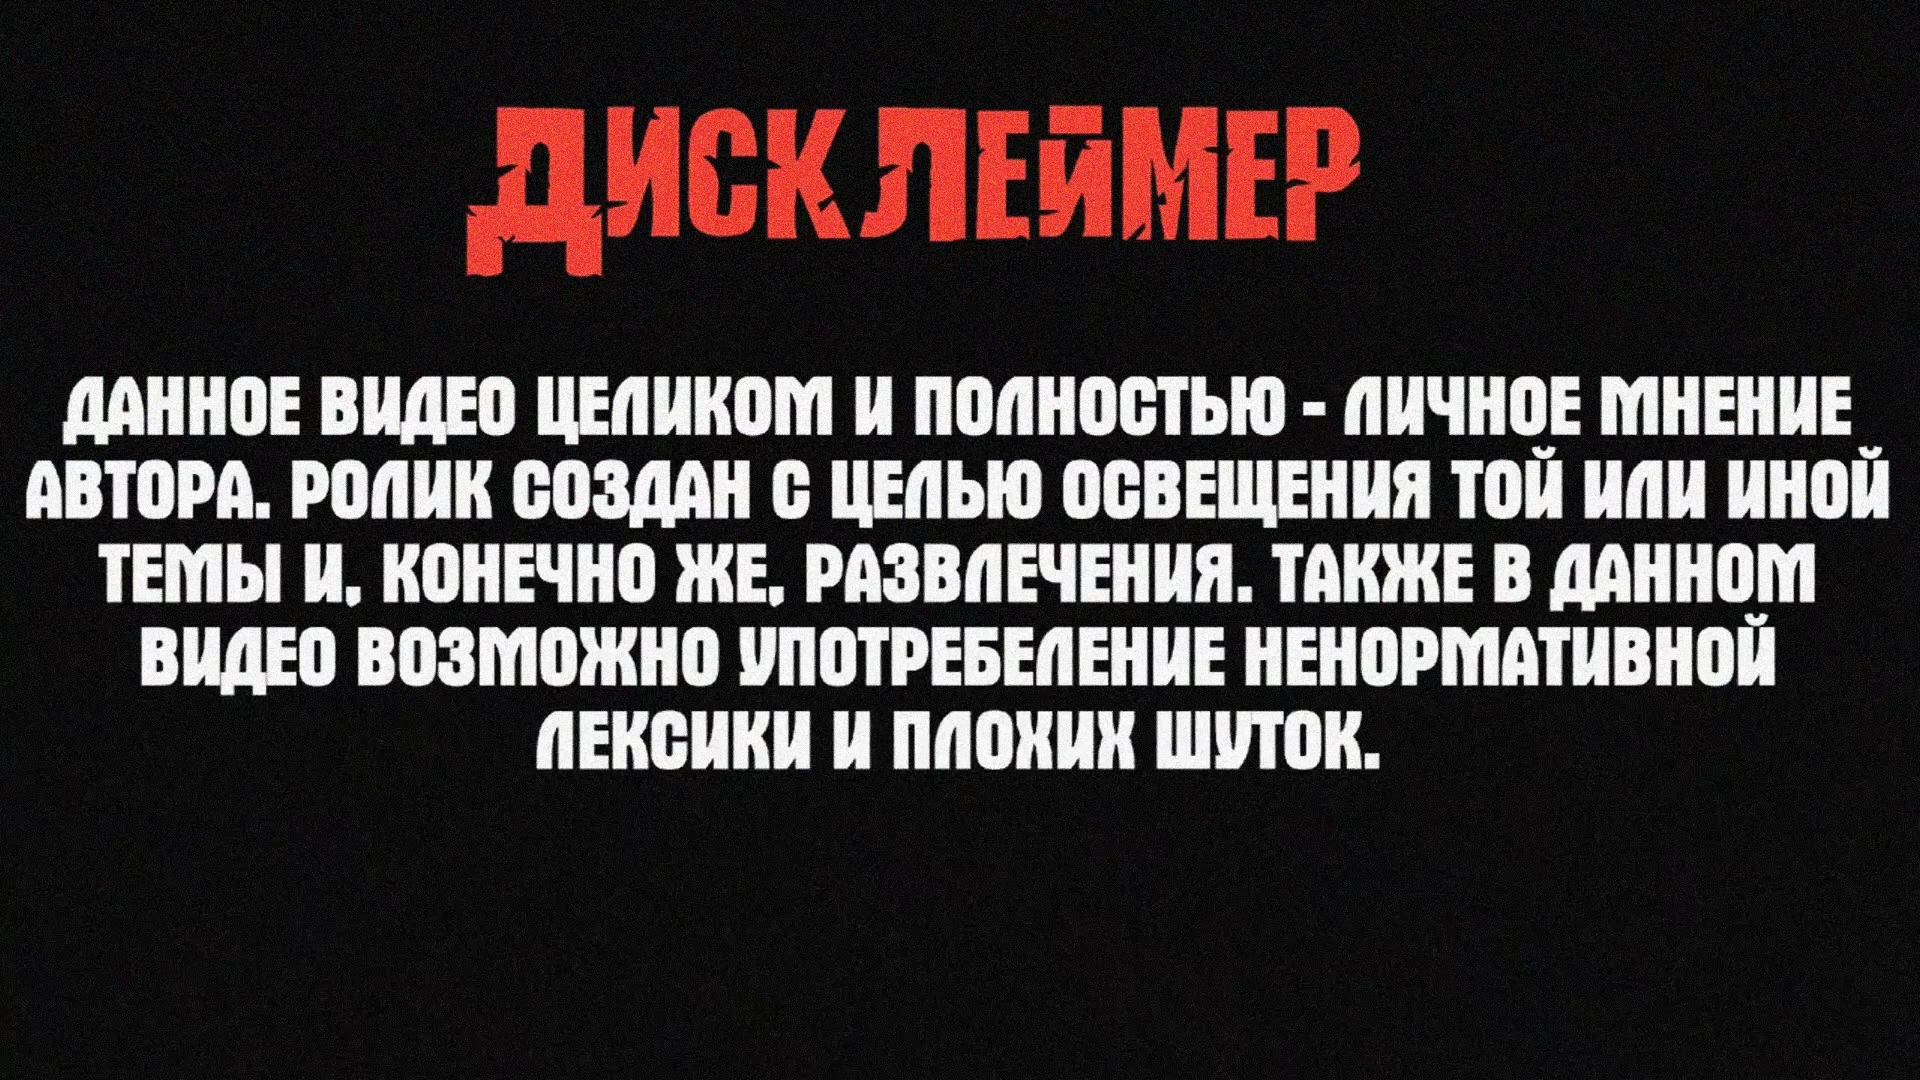 ДИСКЛЕЙМЕР
ДАННОЕ ВИДЕО ЦЕЛИКОМ И ПОЛНОСТЬЮ - ЛИЧНОЕ МНЕНИЕ
АВТОРА. РОЛИК СОЗДАН С ЦЕЛЬЮ ОСВЕЩЕНИЯ ТОЙ ИЛИ ИНОЙ
ТЕМЫ И, КОНЕЧНО ЖЕ, РАЗВЛЕЧЕНИЯ. ТАКЖЕ В ДАННОМ
ВИДЕО ВОЗМОЖНО УПОТРЕБЕЛЕНИЕ НЕНОРМАТИВНОЙ
ЛЕКСИКИ И ПЛОХИХ ШУТОК.